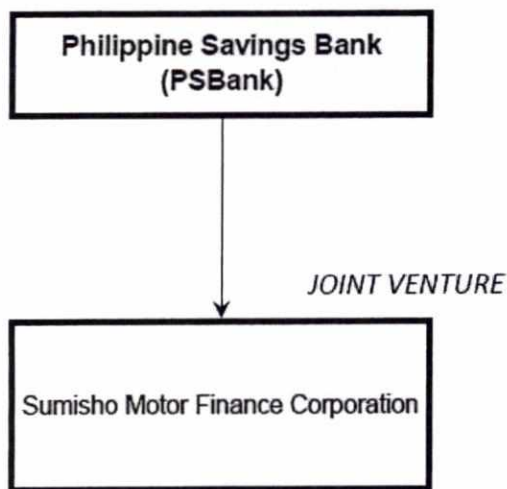 Philippine Savings Bank
(PSBank)
JOINT VENTURE
Sumisho Motor Finance Corporation